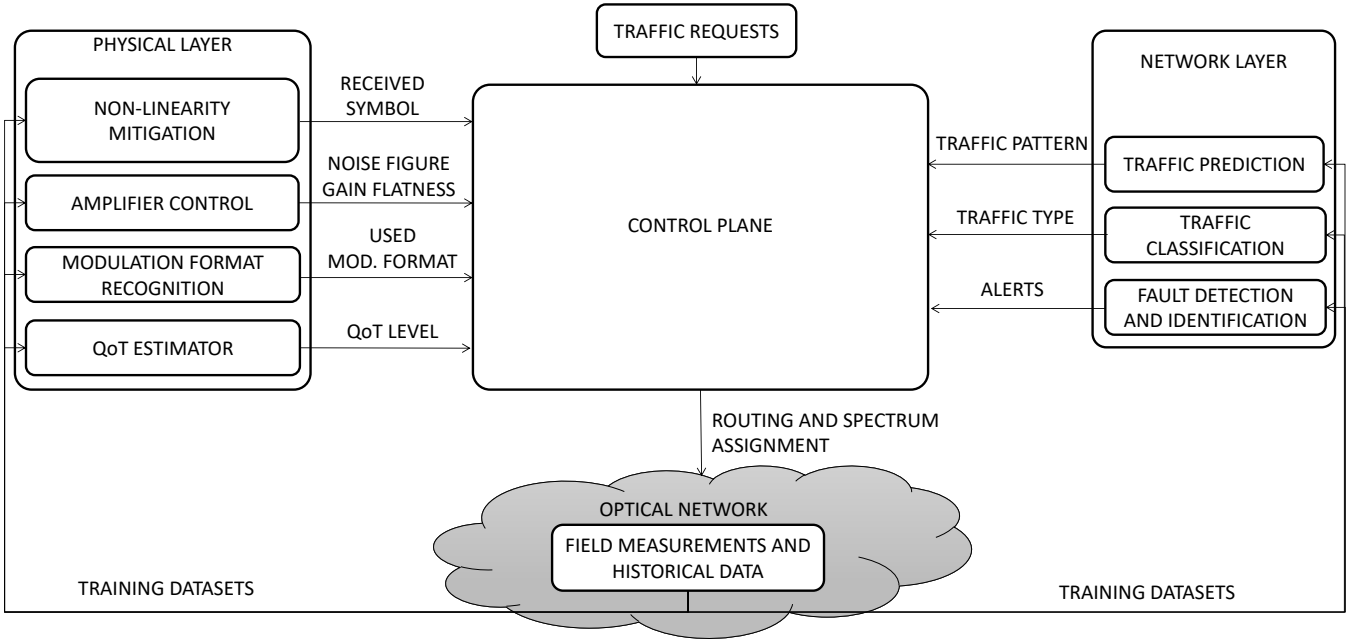 TRAFFIC REQUESTS
PHYSICAL LAYER
NON-LINEARITY
MITIGATION
AMPLIFIER CONTROL
MODULATION FORMAT
RECOGNITION
QoT ESTIMATOR
RECEIVED
SYMBOL
NOISE FIGURE
GAIN FLATNESS
USED
MOD. FORMAT
QoT LEVEL
CONTROL PLANE
TRAFFIC PATTERN
TRAFFIC TYPE
ALERTS
NETWORK LAYER
TRAFFIC PREDICTION
TRAFFIC
CLASSIFICATION
FAULT DETECTION
AND IDENTIFICATION
ROUTING AND SPECTRUM
ASSIGNMENT
OPTICAL NETWORK
FIELD MEASUREMENTS AND
HISTORICAL DATA
TRAINING DATASETS
TRAINING DATASETS